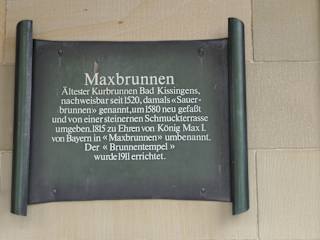 Maxbrunnen
Ältester Kurbrunnen Bad Kissingens,
nachweisbar seit 1520, damals «Sauer-
brunnen» genannt, um 1580 neu gefaßt
und von einer steinernen Schmuckterrasse
umgeben. 1815 zu Ehren von König Max I.
von Bayern in «Maxbrunnen» umbenannt.
Der «Brunnentempel»
wurde 1911 errichtet.